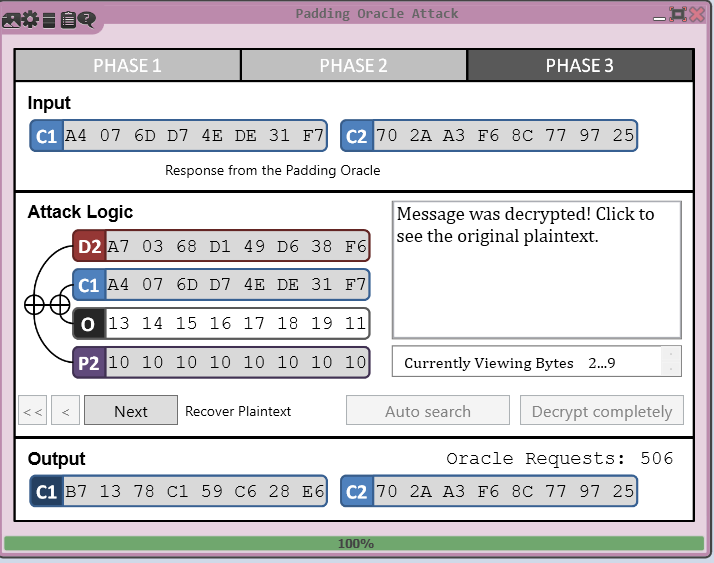 Padding Oracle Attack
PHASE 1 PHASE 2 PHASE 3
Input
C1 A4 07 6D D7 4E DE 31 F7 C2 70 2A A3 F6 8C 77 97 25
Response from the Padding Oracle
Attack Logic
D2 A7 03 68 D1 49 D6 38 F6
C1 A4 07 6D D7 4E DE 31 F7
O 13 14 15 16 17 18 19 11
P2 10 10 10 10 10 10 10 10
Message was decrypted! Click to
see the original plaintext.
Currently Viewing Bytes 2...9
<< < Next Recover Plaintext Auto search Decrypt completely
Output Oracle Requests: 506
C1 B7 13 78 C1 59 C6 28 E6 C2 70 2A A3 F6 8C 77 97 25
100%